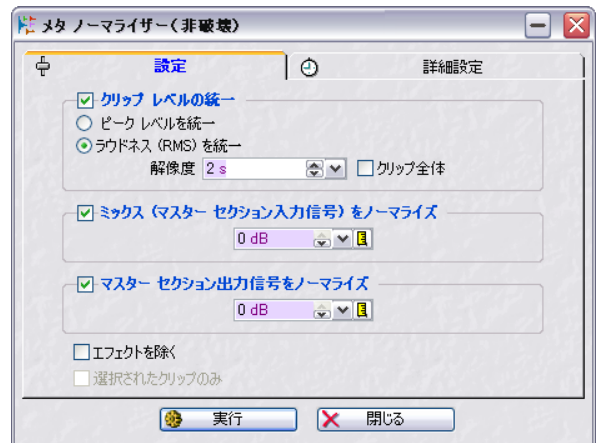 メタ ノーマライザー（非破壊）
設定
詳細設定
クリップ レベルの統一
ピーク レベルを統一
ラウドネス (RMS) を統一
解像度 2 s クリップ全体
ミックス (マスター セクション入力信号) をノーマライズ
0 dB
マスター セクション出力信号をノーマライズ
0 dB
エフェクトを除く
選択されたクリップのみ
実行
閉じる